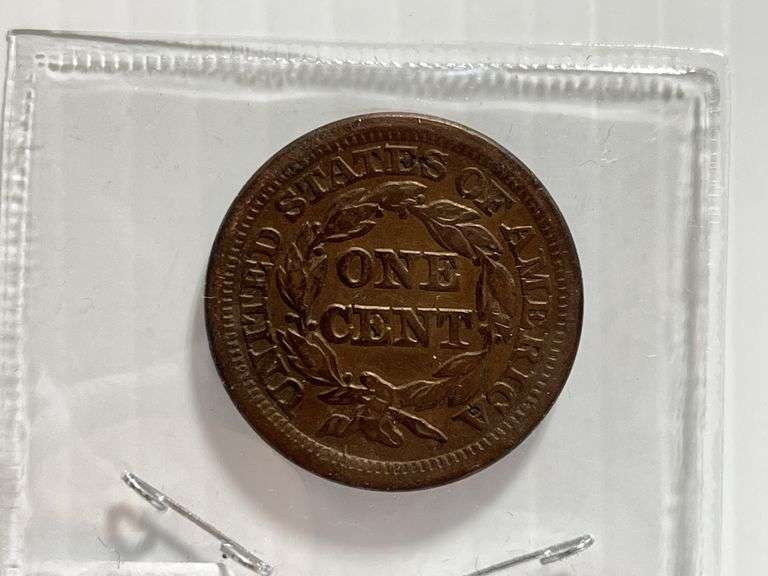 UNITED STATES OF AMERICA
ONE
CENT